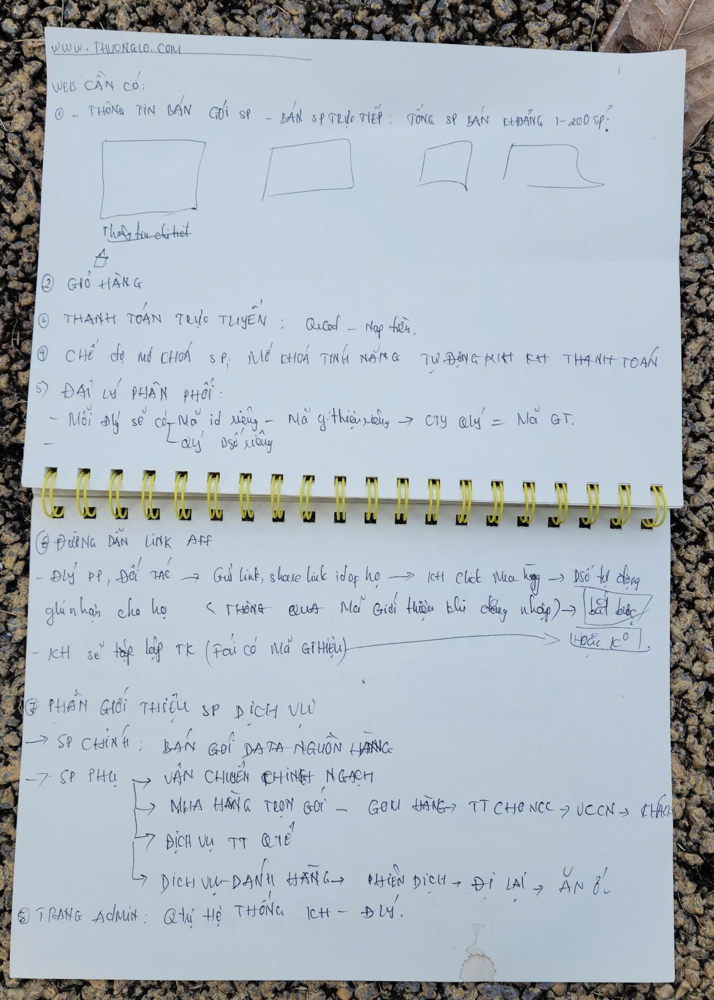 WWW.THUONGLO.COM
1
WEB CẦN CÓ:
① - THÔNG TIN BÁN GÓI SP - BÁN SP TRỰC TIẾP: TỔNG SP BÁN KHOẢNG 1-200 SP.
Thông tin chi tiết
② GIỎ HÀNG
③ THANH TOÁN TRỰC TUYẾN: QRCod - Nạp tiền.
④ CHẾ độ MỞ KHOÁ SP, MỞ KHOÁ TÍNH NĂNG TỰ ĐỘNG KHI KH THANH TOÁN
5) ĐẠI LÝ PHÂN PHỐI:
- Mỗi Đlý sẽ có - Mã id riêng - Mã g.thiệu riêng → CTY QLý = Mã GT.
- QLý DSố riêng
⑥ ĐƯỜNG DẪN LINK AFF
- ĐLý PP, ĐỐI TÁC → Gửi link, share link id of họ → KH Click Mua hàng → DSố tự động
ghi nhận cho họ (THÔNG QUA Mã Giới thiệu khi đăng nhập) → bắt buộc
- KH sẽ lập TK (Fải có Mã GTHIỆU) → Hoặc K⁰
⑦ PHẦN GIỚI THIỆU SP DỊCH VỤ
→ SP CHÍNH: BÁN GÓI DATA NGUỒN HÀNG
→ SP PHỤ → VẬN CHUYỂN CHÍNH NGẠCH
→ MUA HÀNG TRỌN GÓI - GOM HÀNG → TT CHO NCC → VCCN → KHÁCH
→ DỊCH VỤ TT QTẾ
→ DỊCH VỤ ĐÁNH HÀNG → PHIÊN DỊCH → ĐI LẠI → ĂN Ở.
⑧ TRANG ADMIN: QTrị HỆ THỐNG KH - ĐLÝ.